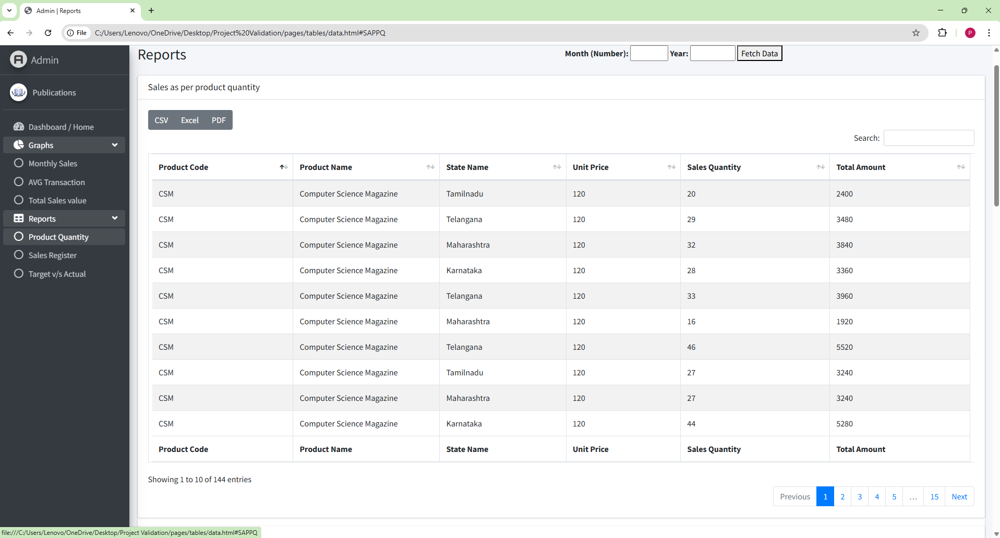 Admin | Reports
File C:/Users/Lenovo/OneDrive/Desktop/Project%20Validation/pages/tables/data.html#SAPPQ
P
A Admin
Publications
Dashboard / Home
Graphs
Monthly Sales
AVG Transaction
Total Sales value
Reports
Product Quantity
Sales Register
Target v/s Actual
Reports
Month (Number): Year: Fetch Data
Sales as per product quantity
CSV Excel PDF
Search:
Product Code Product Name State Name Unit Price Sales Quantity Total Amount
CSM Computer Science Magazine Tamilnadu 120 20 2400
CSM Computer Science Magazine Telangana 120 29 3480
CSM Computer Science Magazine Maharashtra 120 32 3840
CSM Computer Science Magazine Karnataka 120 28 3360
CSM Computer Science Magazine Telangana 120 33 3960
CSM Computer Science Magazine Maharashtra 120 16 1920
CSM Computer Science Magazine Telangana 120 46 5520
CSM Computer Science Magazine Tamilnadu 120 27 3240
CSM Computer Science Magazine Maharashtra 120 27 3240
CSM Computer Science Magazine Karnataka 120 44 5280
Product Code Product Name State Name Unit Price Sales Quantity Total Amount
Showing 1 to 10 of 144 entries
Previous 1 2 3 4 5 … 15 Next
file:///C:/Users/Lenovo/OneDrive/Desktop/Project Validation/pages/tables/data.html#SAPPQ